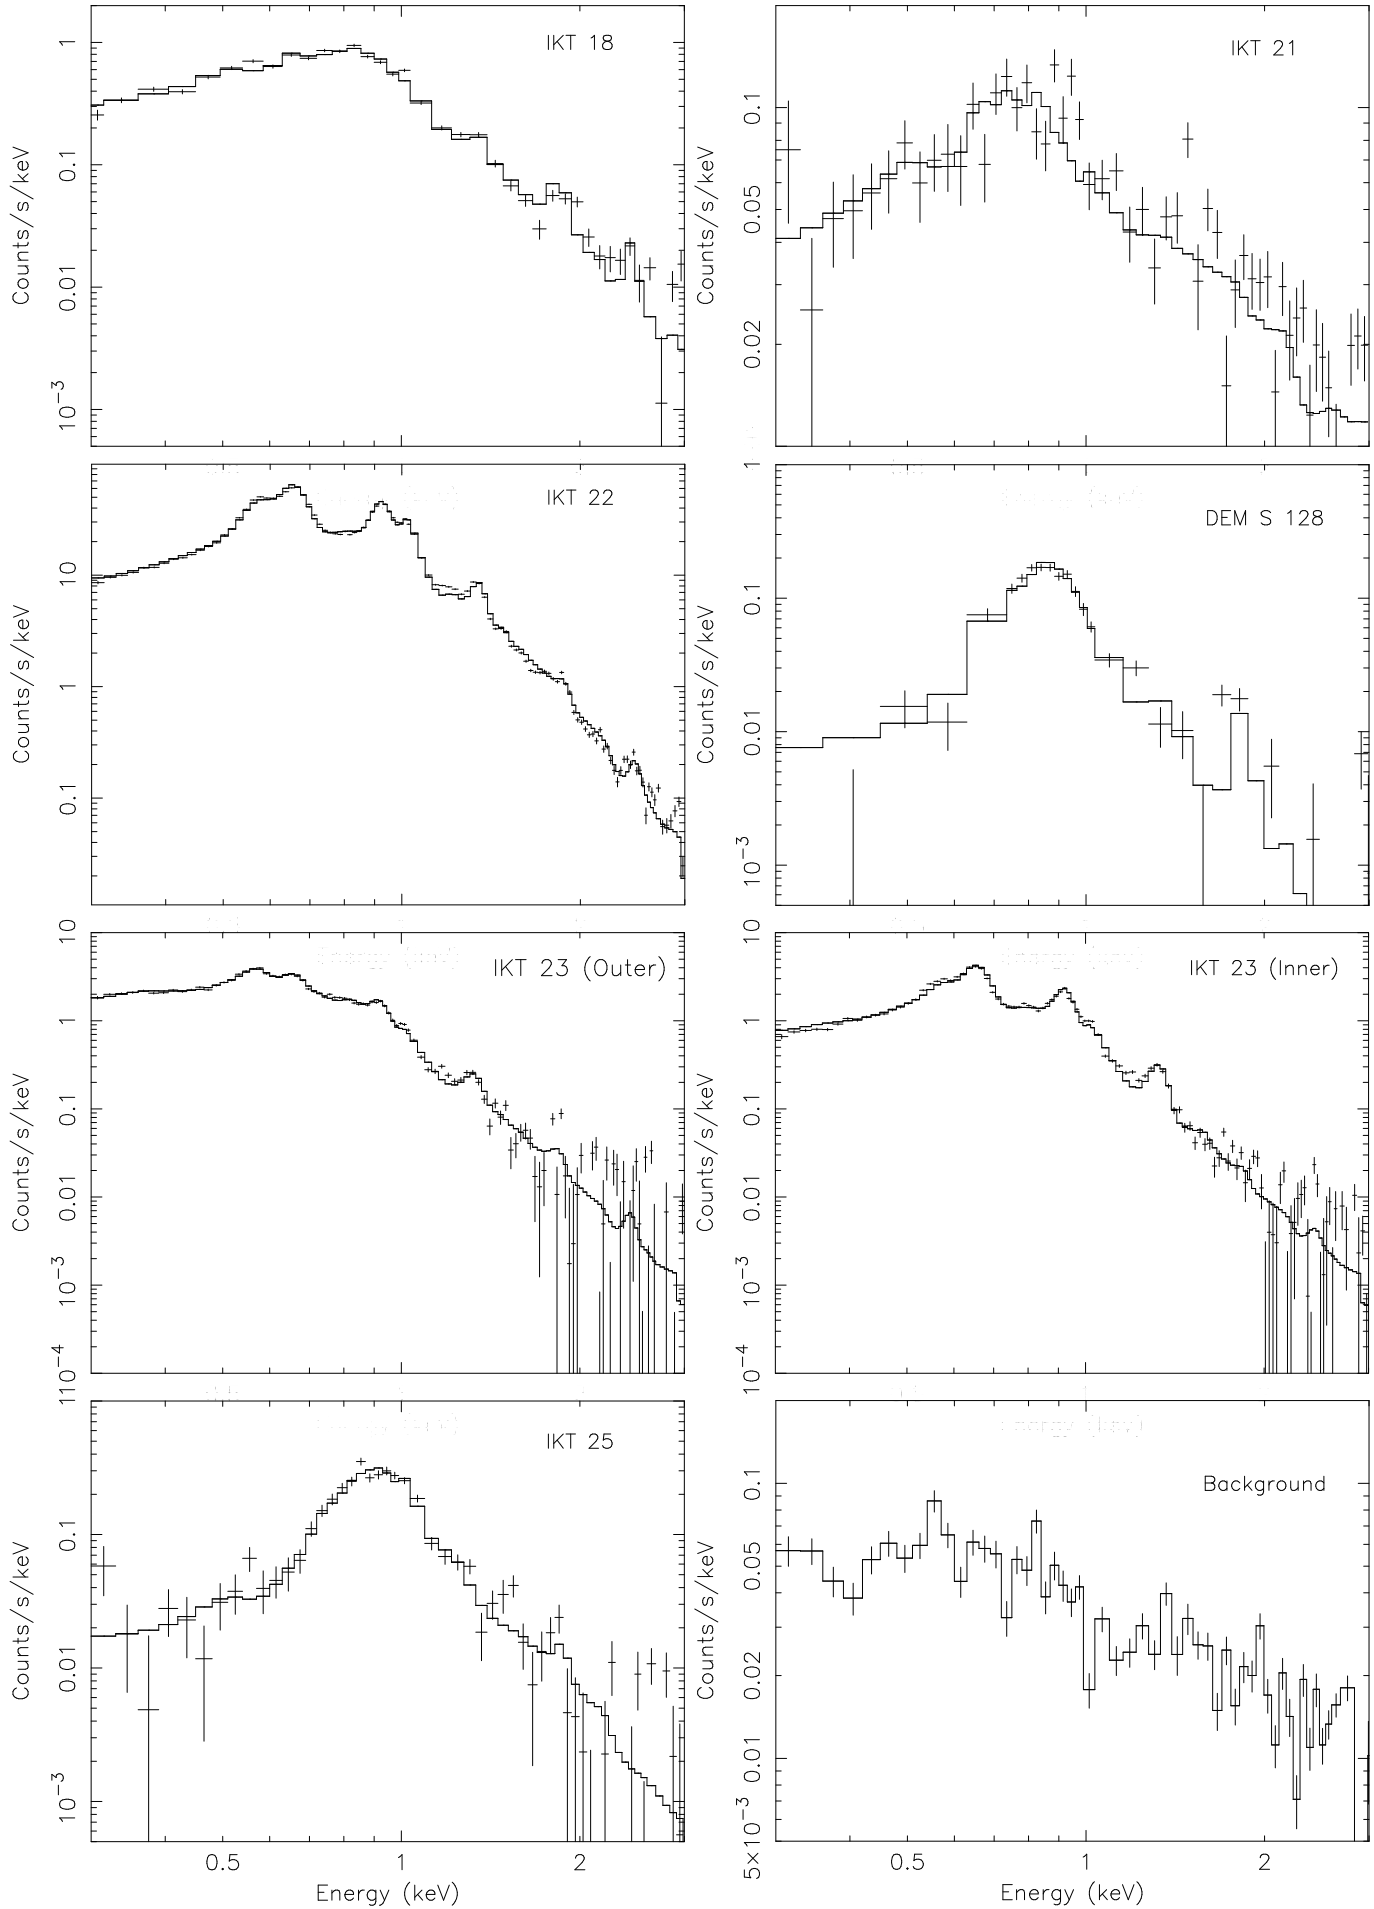 IKT 18
Counts/s/keV
1
0.1
0.01
10⁻³
IKT 21
Counts/s/keV
0.1
0.05
0.02
IKT 22
Counts/s/keV
10
1
0.1
DEM S 128
Counts/s/keV
1
0.1
0.01
10⁻³
IKT 23 (Outer)
Counts/s/keV
10
1
0.1
0.01
10⁻³
10⁻⁴
IKT 23 (Inner)
Counts/s/keV
10
1
0.1
0.01
10⁻³
10⁻⁴
IKT 25
Counts/s/keV
1
0.1
0.01
10⁻³
0.5 1 2
Energy (keV)
Background
Counts/s/keV
0.1
0.05
0.02
0.01
5×10⁻³
0.5 1 2
Energy (keV)